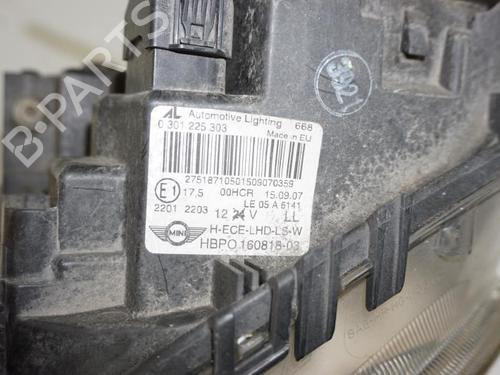 AL Automotive Lighting 668
0 301 225 303 Made in EU
27518710501509070359
E1 17,5 00HCR 15.09.07
LE 05 A 6141
2201 2203 12 24 V LL
MINI H-ECE-LHD-LS-W
HBPO 160818-03
B-Parts